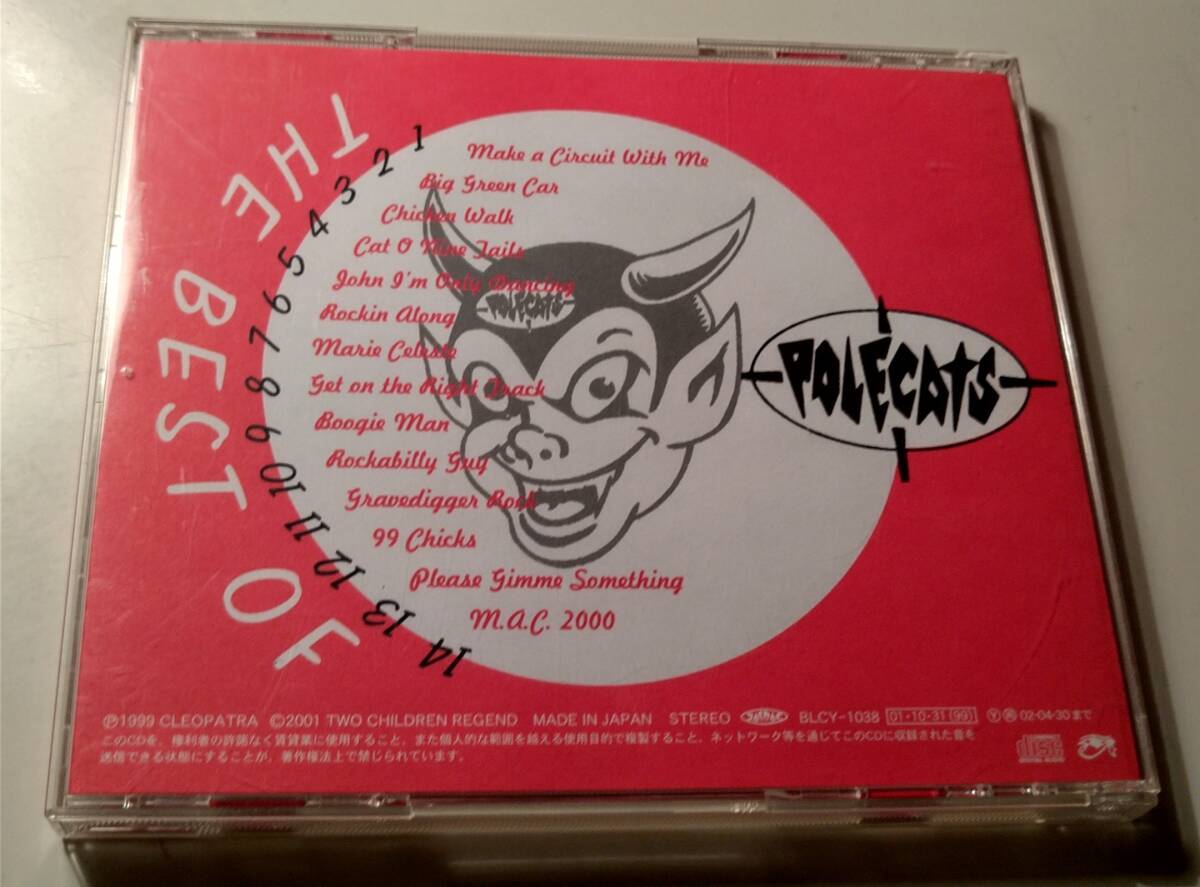 THE BEST OF
1 Make a Circuit With Me
2 Big Green Car
3 Chicken Walk
4 Cat O Nine Tails
5 John I'm Only Dancing
6 Rockin Along
7 Marie Celeste
8 Get on the Right Track
9 Boogie Man
10 Rockabilly Guy
11 Gravedigger Rock
12 99 Chicks
13 Please Gimme Something
14 M.A.C. 2000
POLECATS
POLECATS
Ⓟ1999 CLEOPATRA ©2001 TWO CHILDREN REGEND MADE IN JAPAN STEREO BLCY-1038 01·10·31(99) 02·04·30まで
このCDを、権利者の許諾なく賃貸業に使用すること、また個人的な範囲を越える使用目的で複製すること、ネットワーク等を通じてこのCDに収録された音を
送信できる状態にすることが、著作権法上で禁じられています。
DISC
DIGITAL AUDIO